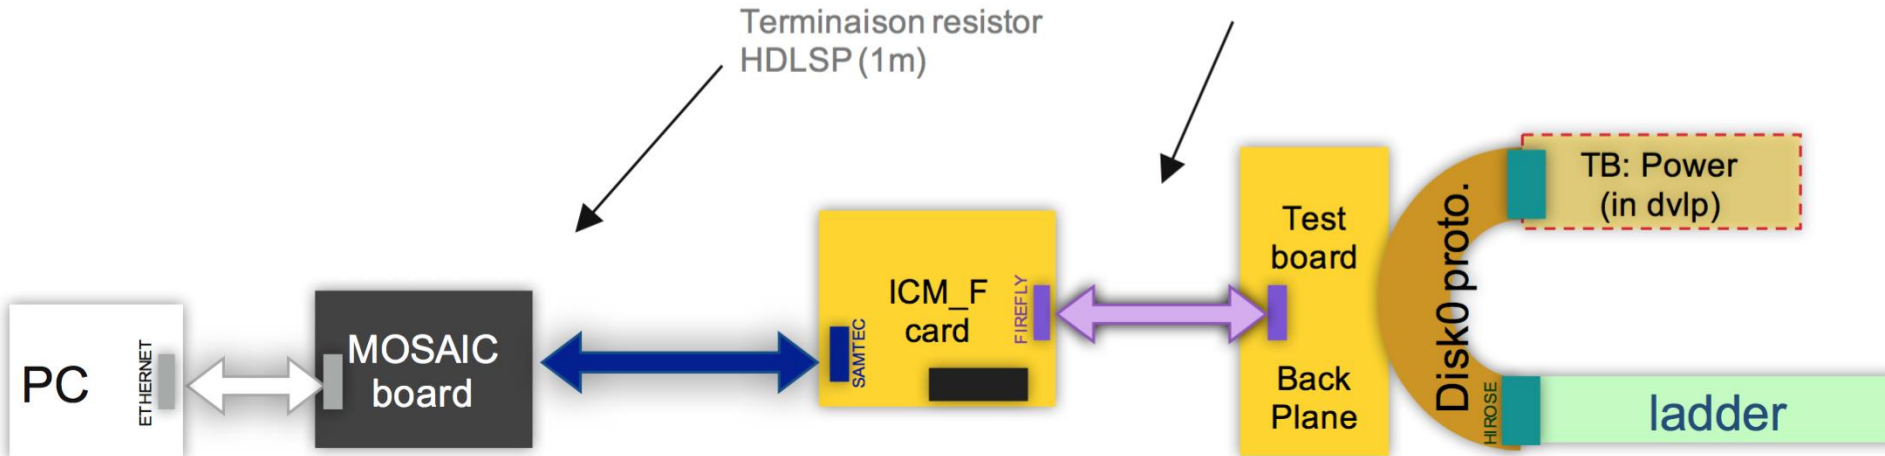 Terminaison resistor
HDLSP (1m)
PC
ETHERNET
MOSAIC
board
SAMTEC
ICM_F
card
FIREFLY
Test
board
Back
Plane
Disk0 proto.
HIROSE
TB: Power
(in dvlp)
ladder